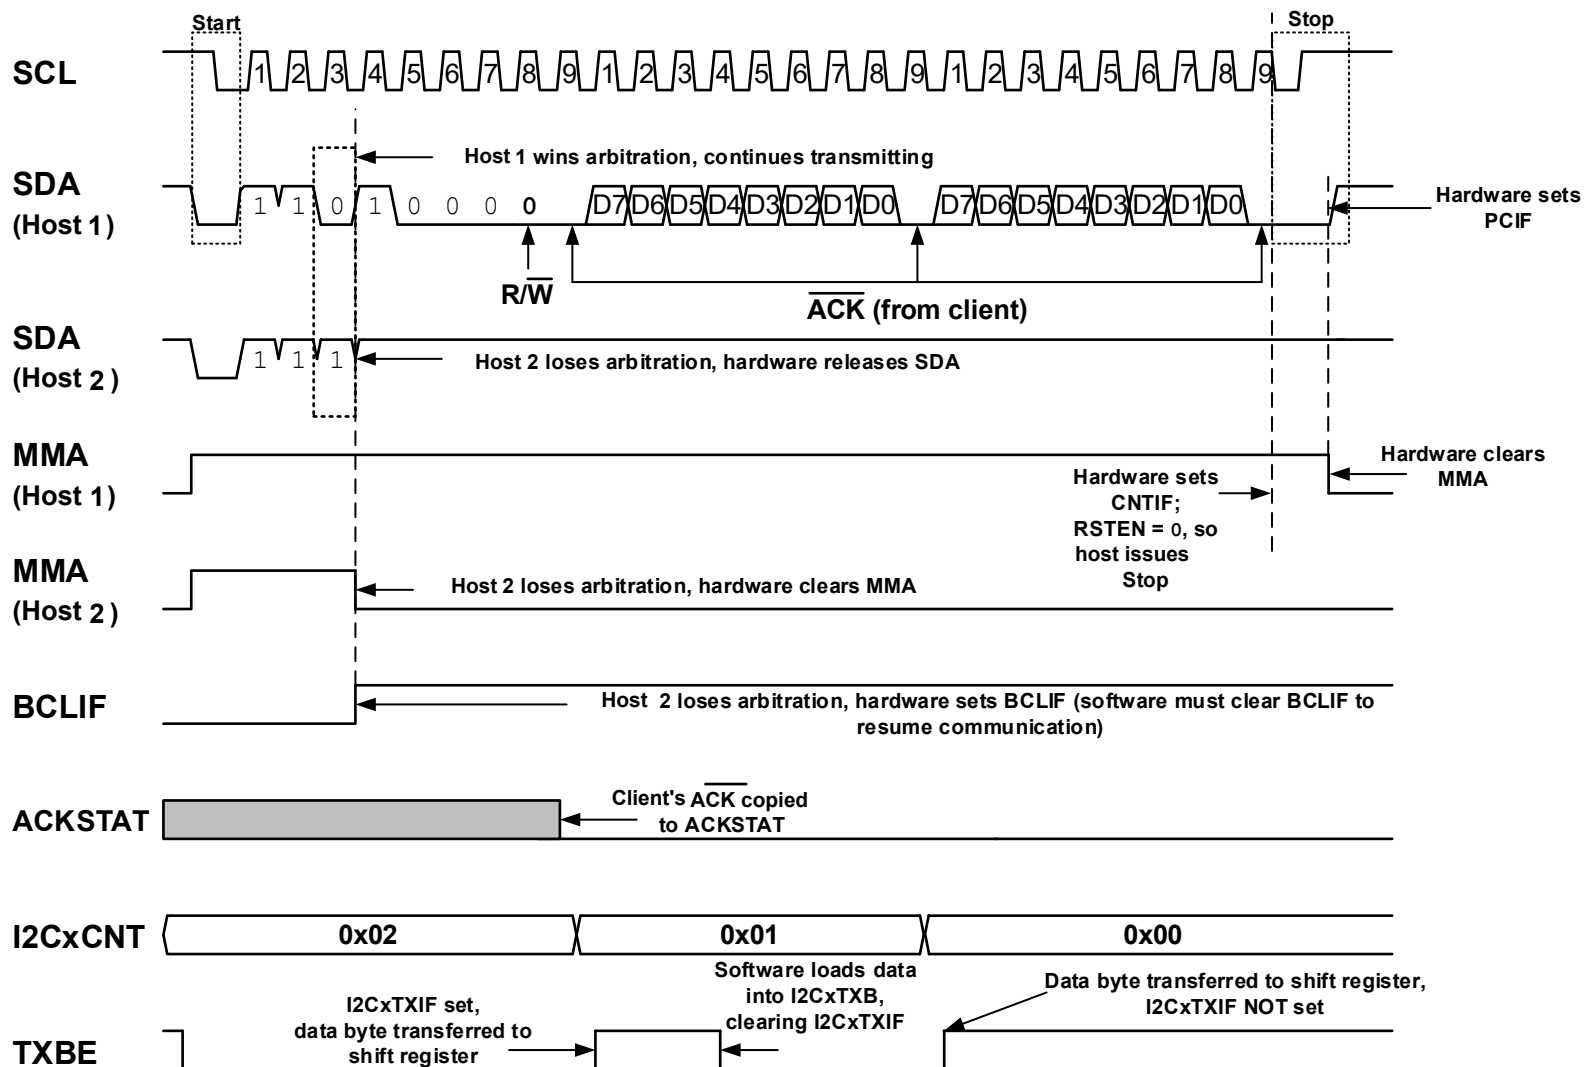 Start
Stop
SCL
1 2 3 4 5 6 7 8 9 1 2 3 4 5 6 7 8 9 1 2 3 4 5 6 7 8 9
Host 1 wins arbitration, continues transmitting
SDA
(Host 1)
1 1 0 1 0 0 0 0 D7 D6 D5 D4 D3 D2 D1 D0 D7 D6 D5 D4 D3 D2 D1 D0
Hardware sets
PCIF
R/W̅
A̅C̅K̅ (from client)
SDA
(Host 2 )
1 1 1
Host 2 loses arbitration, hardware releases SDA
MMA
(Host 1)
Hardware sets
CNTIF;
RSTEN = 0, so
host issues
Stop
Hardware clears
MMA
MMA
(Host 2 )
Host 2 loses arbitration, hardware clears MMA
BCLIF
Host 2 loses arbitration, hardware sets BCLIF (software must clear BCLIF to
resume communication)
ACKSTAT
Client's A̅C̅K̅ copied
to ACKSTAT
I2CxCNT
0x02 0x01 0x00
TXBE
I2CxTXIF set,
data byte transferred to
shift register
Software loads data
into I2CxTXB,
clearing I2CxTXIF
Data byte transferred to shift register,
I2CxTXIF NOT set